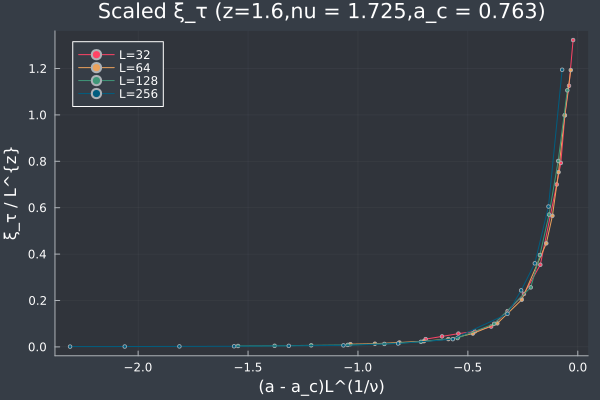 Scaled ξ_τ (z=1.6,nu = 1.725,a_c = 0.763)
L=32
L=64
L=128
L=256
ξ_τ / L^{z}
1.2
1.0
0.8
0.6
0.4
0.2
0.0
−2.0 −1.5 −1.0 −0.5 0.0
(a - a_c)L^(1/ν)